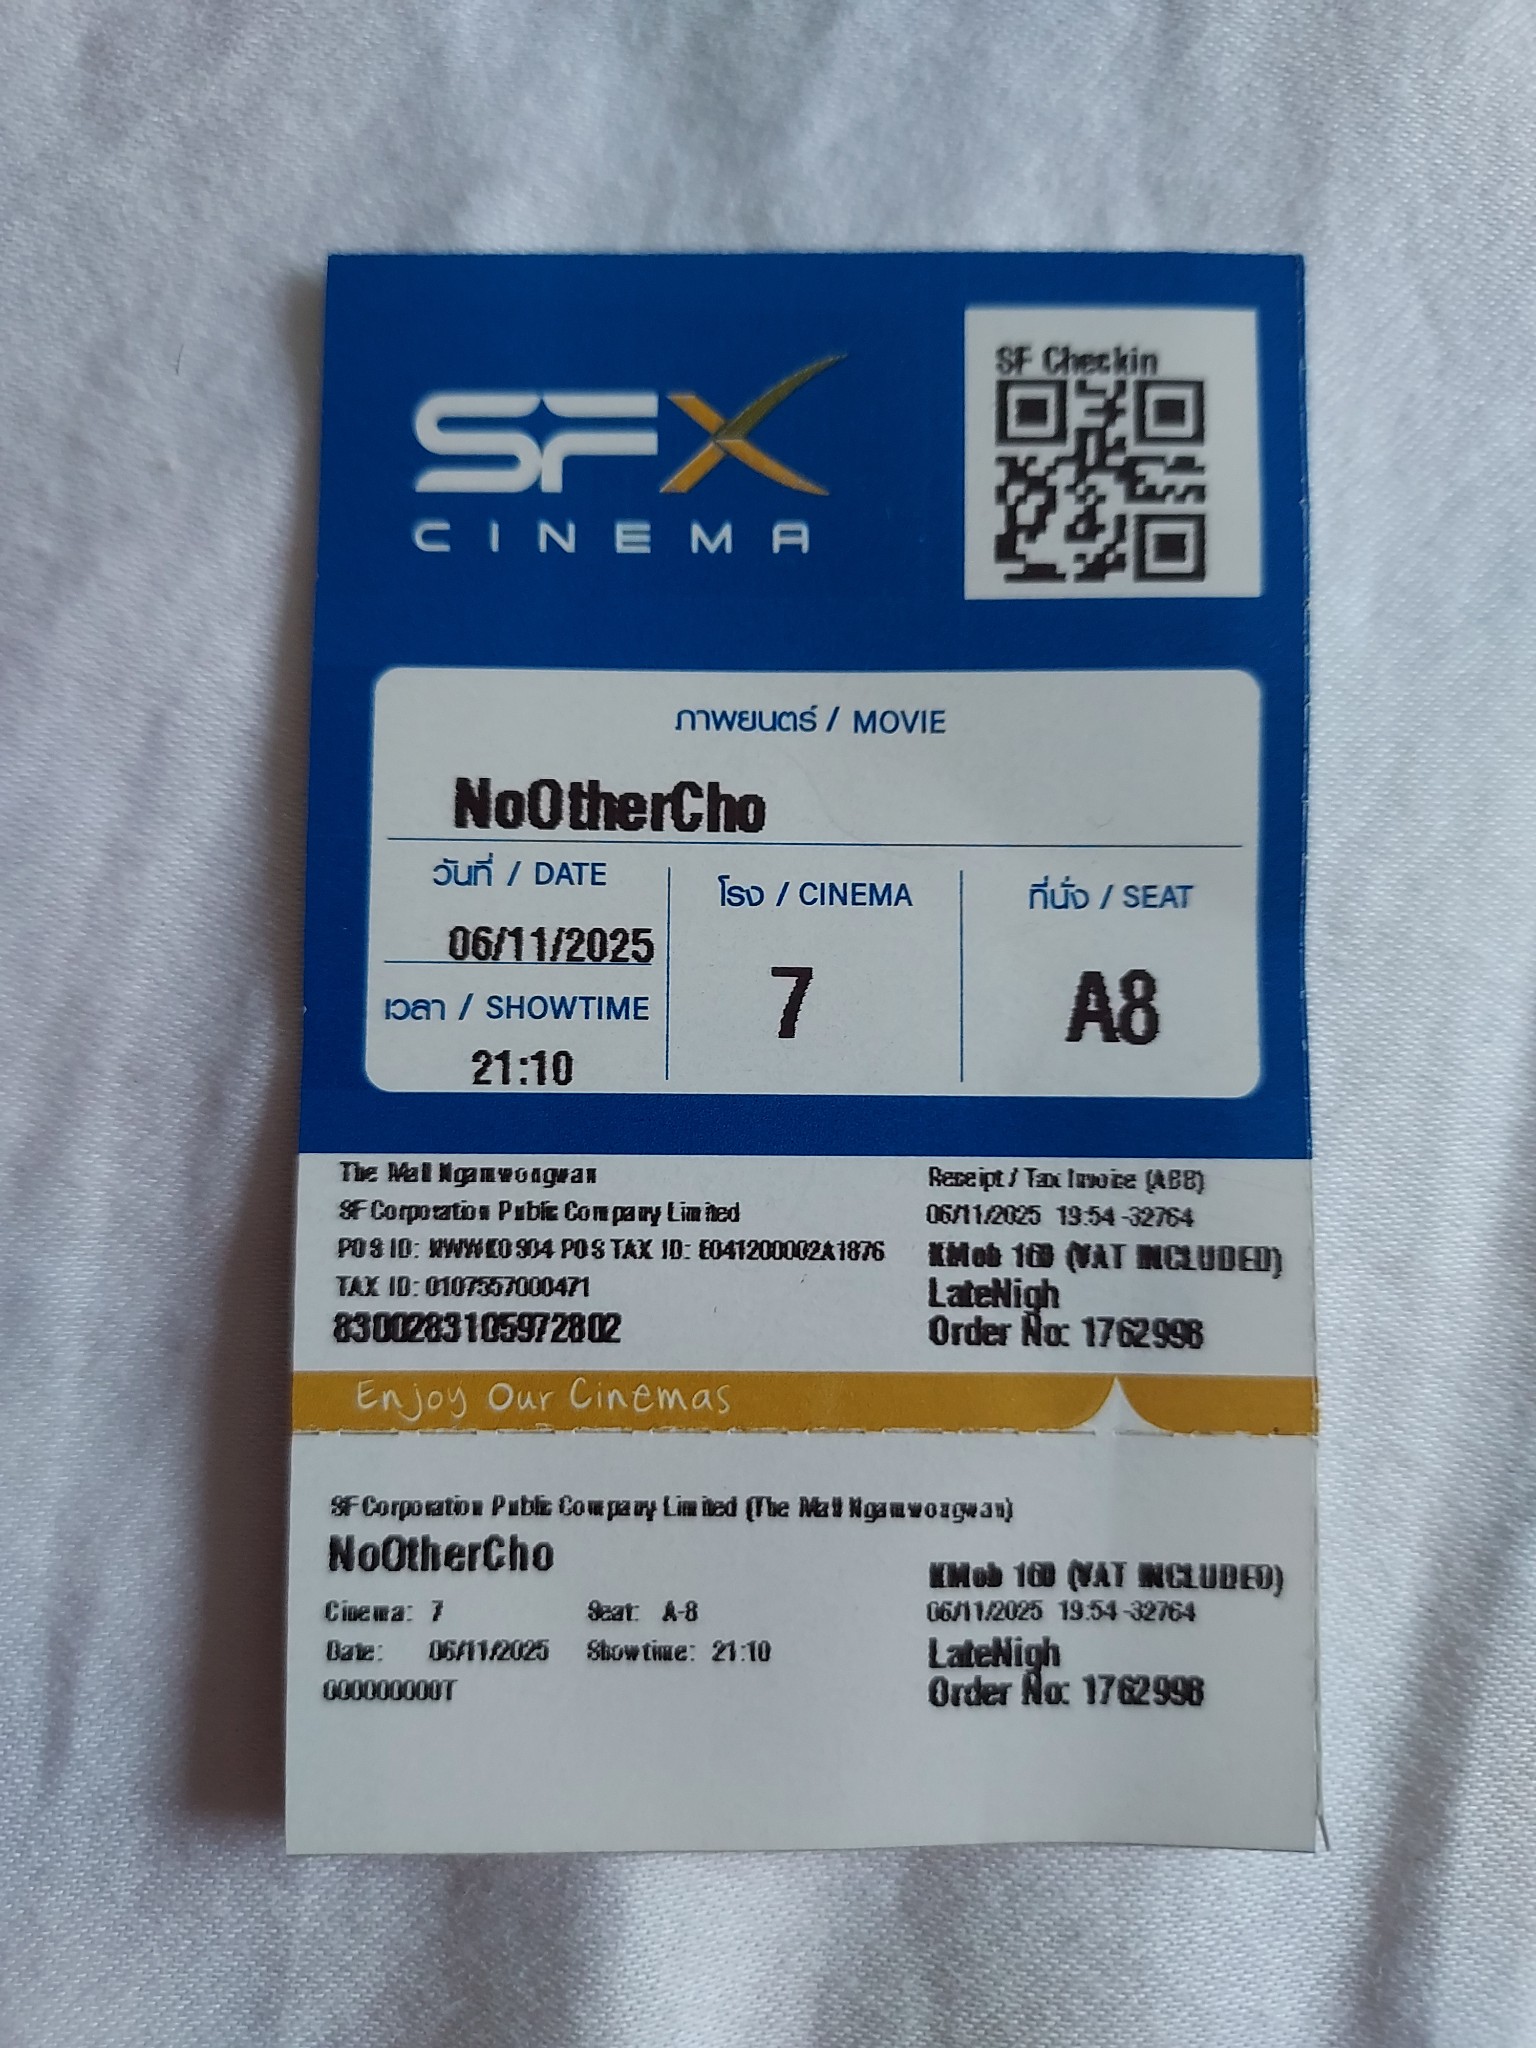 SFX
CINEMA
SF Checkin
ภาพยนตร์ / MOVIE
NoOtherCho
วันที่ / DATE
06/11/2025
โรง / CINEMA
7
ที่นั่ง / SEAT
A8
เวลา / SHOWTIME
21:10
The Mall Ngamwongwan
SF Corporation Public Company Limited
POS ID: POS TAX ID: E041200002A1876
TAX ID: 0107557000471
8300283105972802
Receipt / Tax Invoice (ABB)
06/11/2025 19:54 -32764
KMob 160 (VAT INCLUDED)
LateNigh
Order No: 1762998
Enjoy Our Cinemas
SF Corporation Public Company Limited (The Mall Ngamwongwan)
NoOtherCho
Cinema: 7 Seat: A-8
Date: 06/11/2025 Showtime: 21:10
000000000T
KMob 160 (VAT INCLUDED)
06/11/2025 19:54 -32764
LateNigh
Order No: 1762998